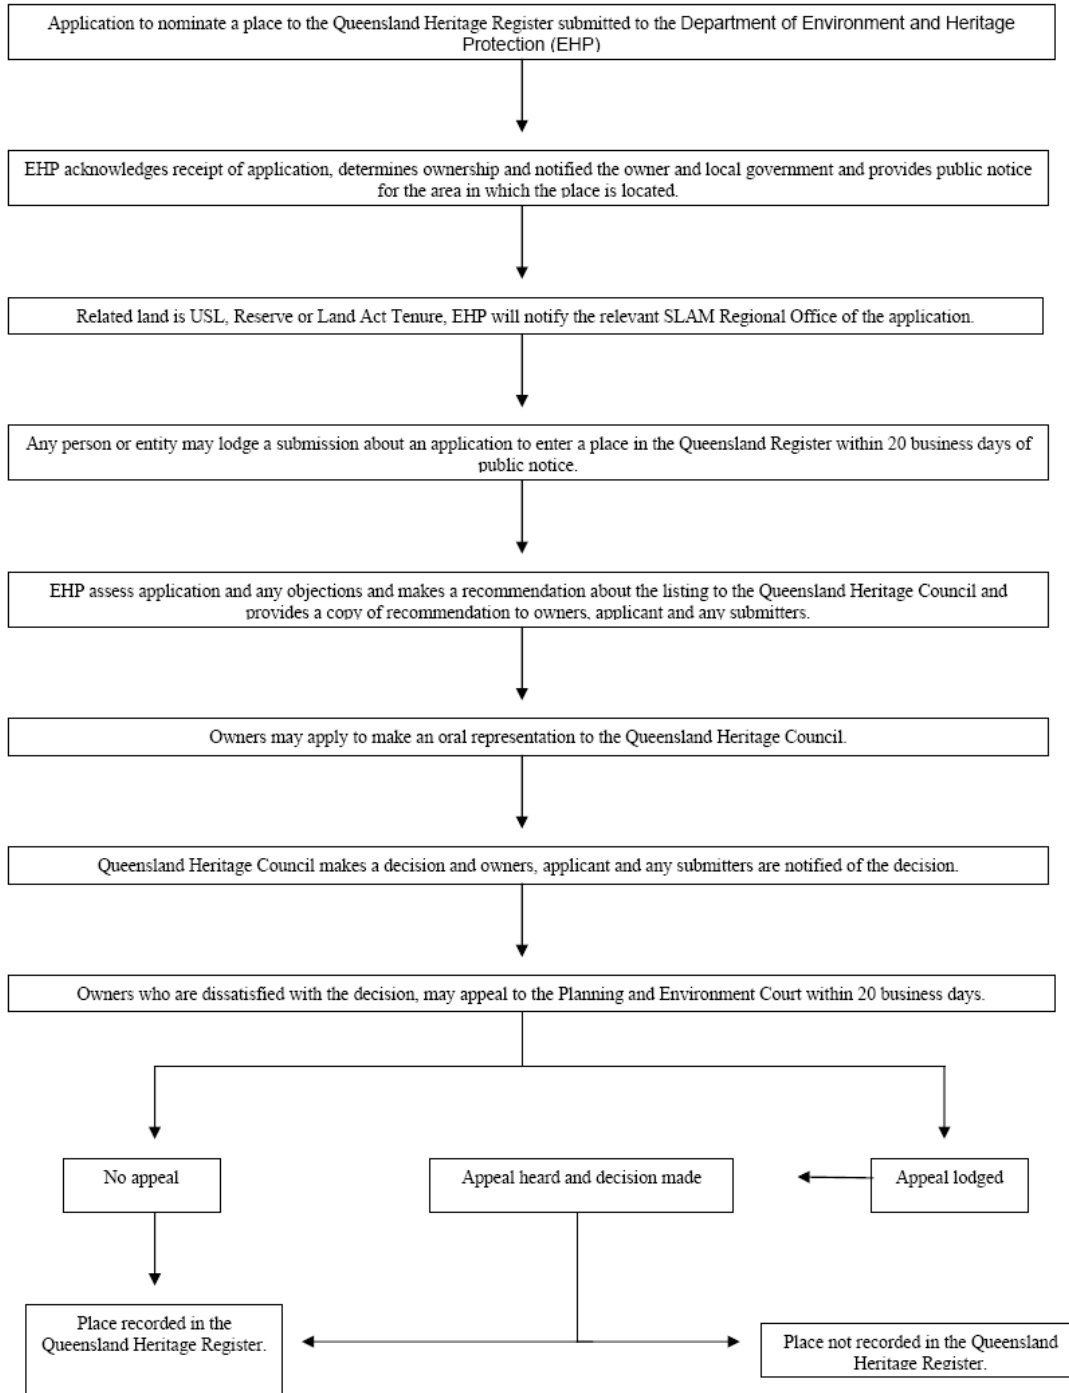 Application to nominate a place to the Queensland Heritage Register submitted to the Department of Environment and Heritage
Protection (EHP)
EHP acknowledges receipt of application, determines ownership and notified the owner and local government and provides public notice
for the area in which the place is located.
Related land is USL, Reserve or Land Act Tenure, EHP will notify the relevant SLAM Regional Office of the application.
Any person or entity may lodge a submission about an application to enter a place in the Queensland Register within 20 business days of
public notice.
EHP assess application and any objections and makes a recommendation about the listing to the Queensland Heritage Council and
provides a copy of recommendation to owners, applicant and any submitters.
Owners may apply to make an oral representation to the Queensland Heritage Council.
Queensland Heritage Council makes a decision and owners, applicant and any submitters are notified of the decision.
Owners who are dissatisfied with the decision, may appeal to the Planning and Environment Court within 20 business days.
No appeal
Appeal heard and decision made
Appeal lodged
Place recorded in the
Queensland Heritage Register.
Place not recorded in the Queensland
Heritage Register.